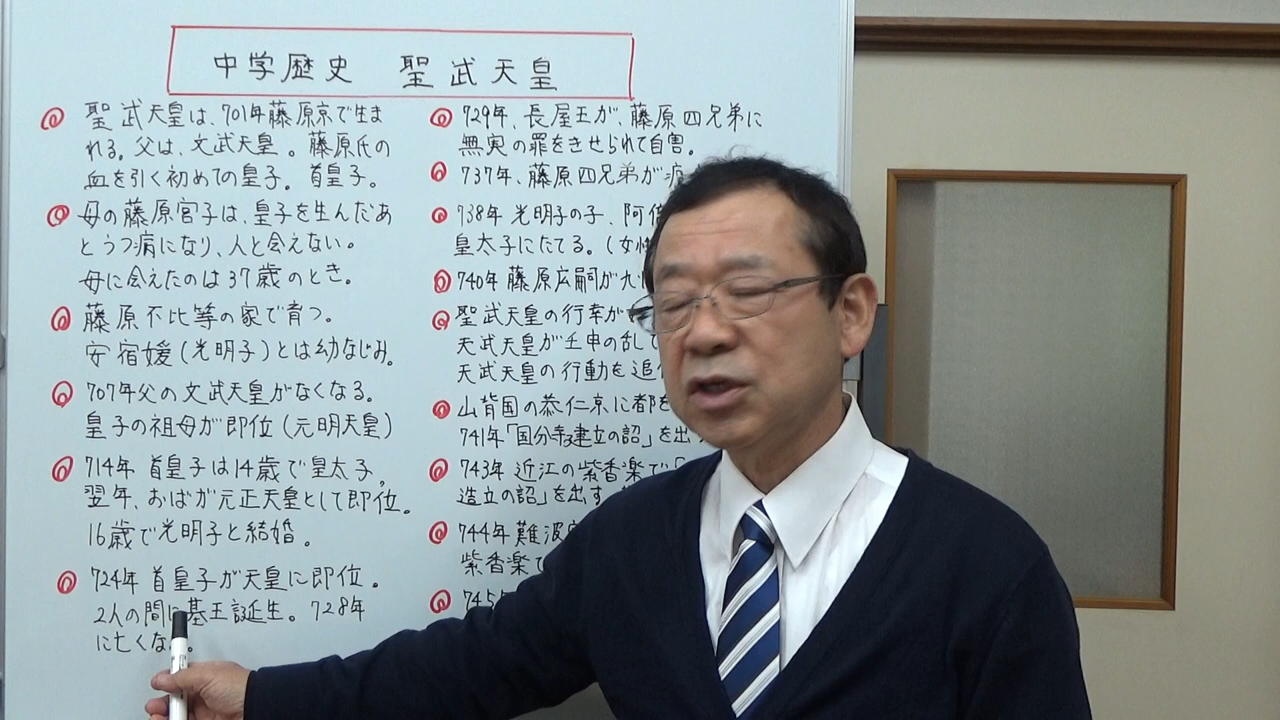 中学歴史 聖武天皇
聖武天皇は、701年藤原京で生ま
れる。父は、文武天皇。藤原氏の
血を引く初めての皇子。首皇子。
母の藤原宮子は、皇子を生んだあ
とうつ病になり、人と会えない。
母に会えたのは37歳のとき。
藤原不比等の家で育つ。
安宿媛(光明子)とは幼なじみ。
707年父の文武天皇がなくなる。
皇子の祖母が即位(元明天皇)
714年 首皇子は14歳で皇太子。
翌年、おばが元正天皇として即位。
16歳で光明子と結婚。
724年 首皇子が天皇に即位。
2人の間に基王誕生。728年
に亡くな。
729年、長屋王が、藤原四兄弟に
無実の罪をきせられて自害。
737年、藤原四兄弟が病
738年 光明子の子、阿倍
皇太子にたてる。(女性
740年 藤原広嗣が九
聖武天皇の行幸が
天武天皇が壬申の乱
天武天皇の行動を追
山背国の恭仁京に都を
741年「国分寺建立の詔」を出
743年 近江の紫香楽で「
造立の詔」を出す
744年 難波
紫香楽で
745